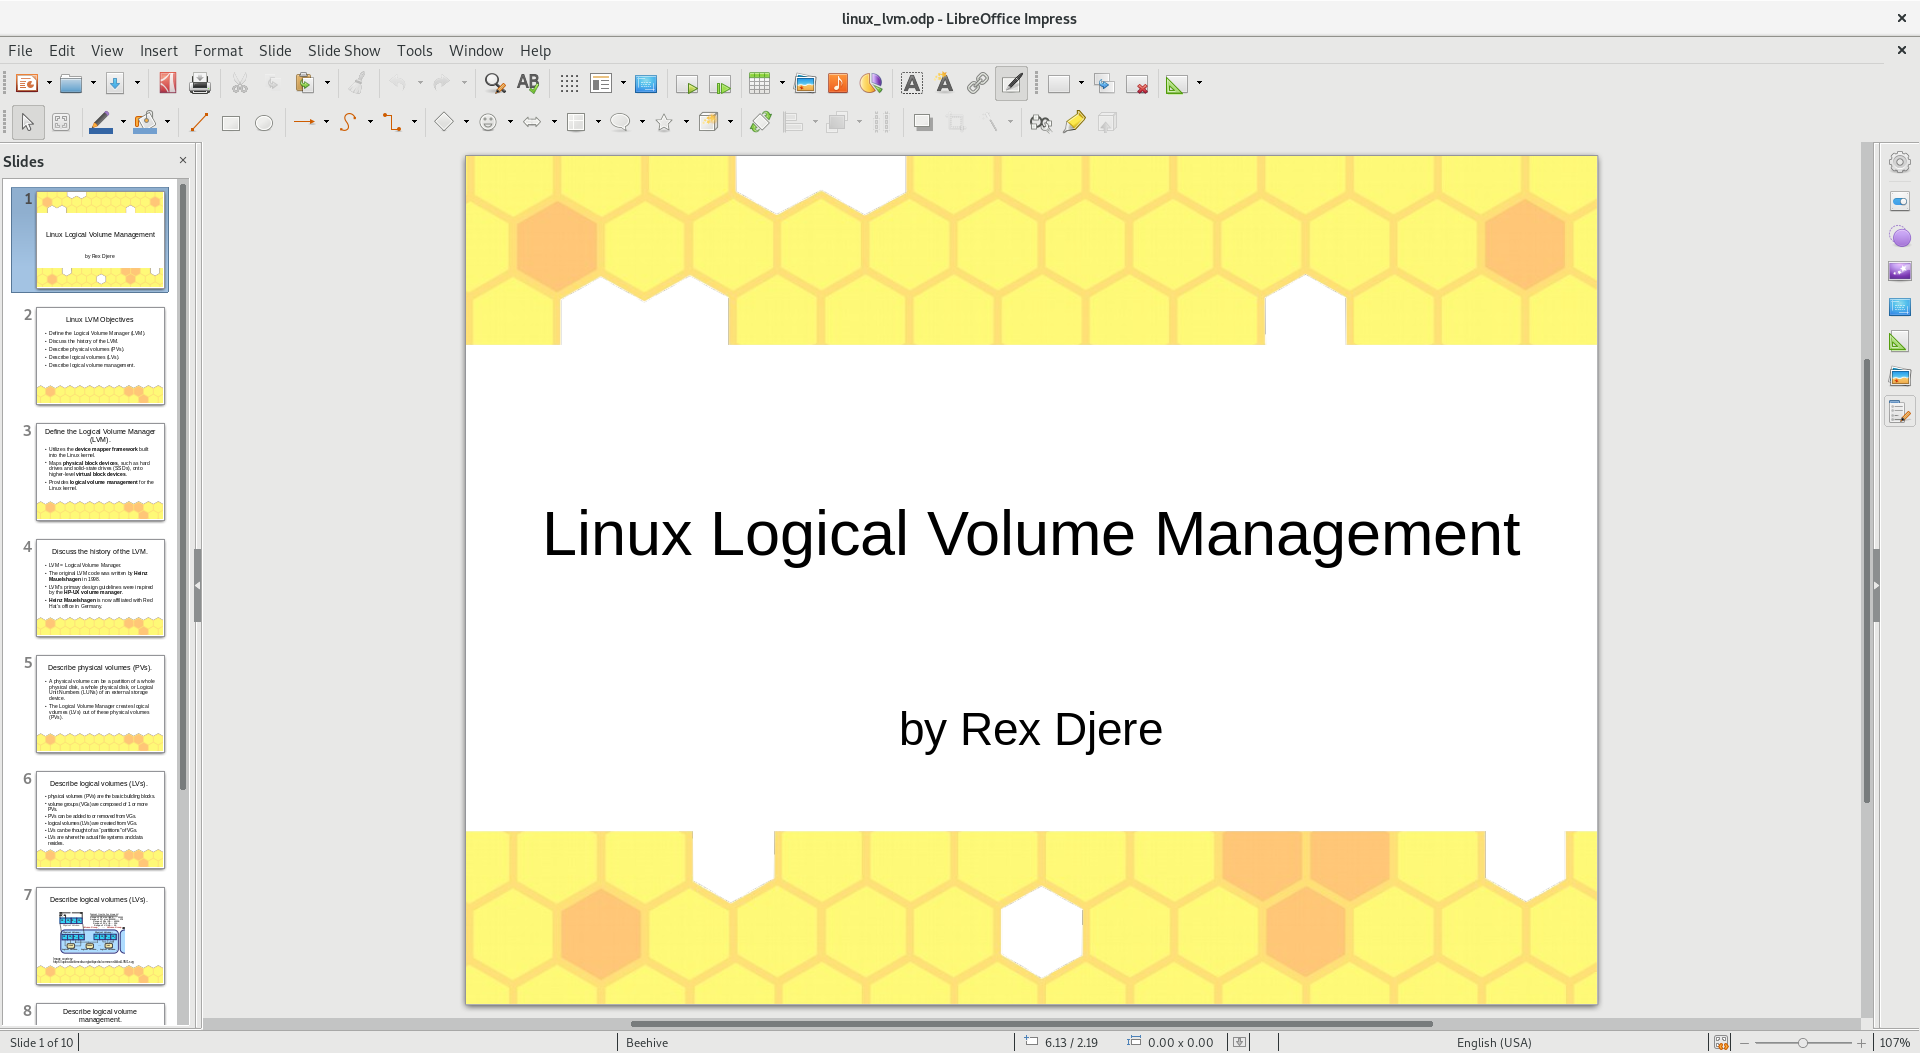 linux_lvm.odp - LibreOffice Impress
File Edit View Insert Format Slide Slide Show Tools Window Help
Slides
1
Linux Logical Volume Management
by Rex Djere
2
Linux LVM Objectives
• Define the Logical Volume Manager (LVM).
• Discuss the history of the LVM.
• Describe physical volumes (PVs).
• Describe logical volumes (LVs).
• Describe logical volume management.
3
Define the Logical Volume Manager
(LVM).
• Utilizes the device mapper framework built
into the Linux kernel.
• Maps physical block devices, such as hard
drives and solid-state drives (SSDs), onto
higher-level virtual block devices.
• Provides logical volume management for the
Linux kernel.
4
Discuss the history of the LVM.
• LVM = Logical Volume Manager.
• The original LVM code was written by Heinz
Mauelshagen in 1998.
• LVM's primary design guidelines were inspired
by the HP-UX volume manager.
• Heinz Mauelshagen is now affiliated with Red
Hat's office in Germany.
5
Describe physical volumes (PVs).
• A physical volume can be a partition of a whole
physical disk, a whole physical disk, or Logical
Unit Numbers (LUNs) of an external storage
device.
• The Logical Volume Manager creates logical
volumes (LVs) out of these physical volumes
(PVs).
6
Describe logical volumes (LVs).
• physical volumes (PVs) are the basic building blocks.
• volume groups (VGs) are composed of 1 or more
PVs.
• PVs can be added to or removed from VGs.
• logical volumes (LVs) are created from VGs.
• LVs can be thought of as "partitions" of VGs.
• LVs are where the actual file systems and data
resides.
7
Describe logical volumes (LVs).
8
Describe logical volume
management.
Linux Logical Volume Management
by Rex Djere
Slide 1 of 10
Beehive
6.13 / 2.19
0.00 x 0.00
English (USA)
107%